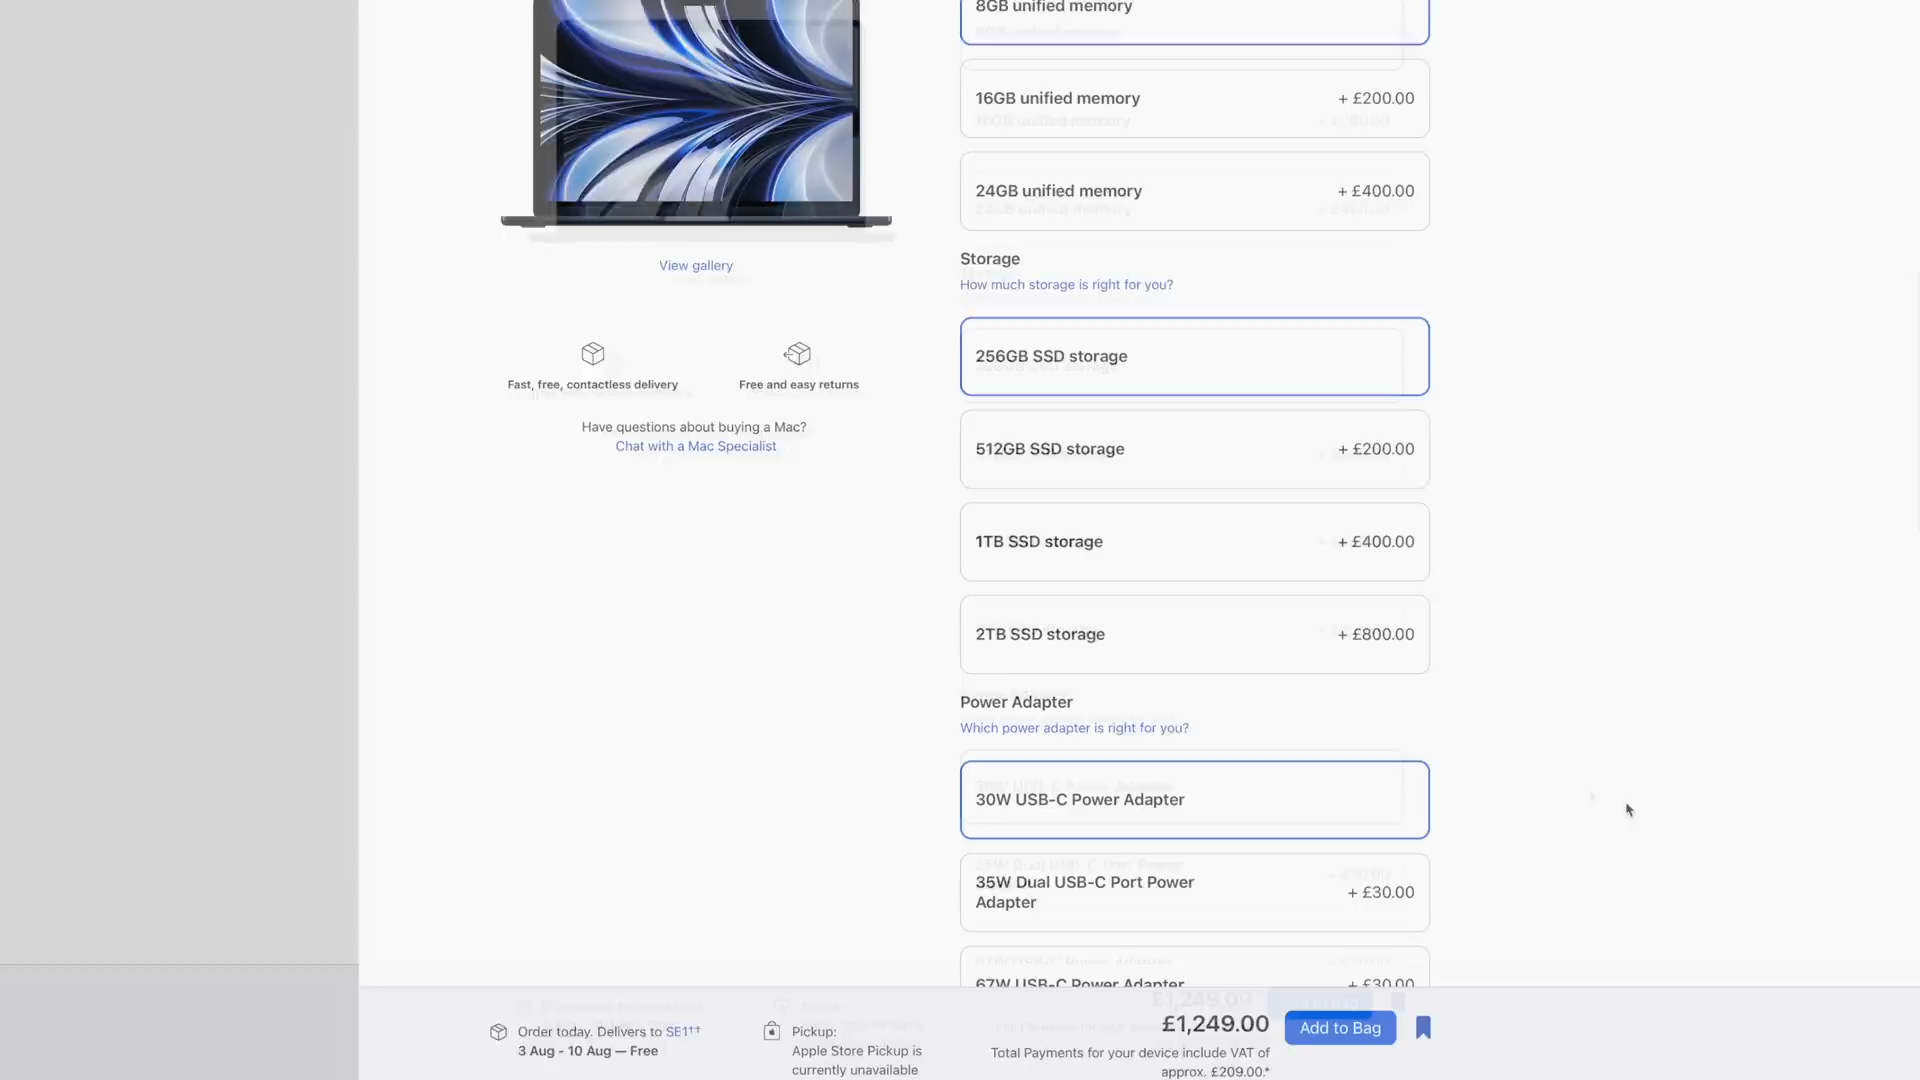 8GB unified memory
16GB unified memory + £200.00
24GB unified memory + £400.00
View gallery
Storage
How much storage is right for you?
Fast, free, contactless delivery
Free and easy returns
256GB SSD storage
Have questions about buying a Mac?
Chat with a Mac Specialist
512GB SSD storage + £200.00
1TB SSD storage + £400.00
2TB SSD storage + £800.00
Power Adapter
Which power adapter is right for you?
30W USB-C Power Adapter
35W Dual USB-C Port Power
Adapter
+ £30.00
67W USB-C Power Adapter + £30.00
Order today. Delivers to SE1††
3 Aug - 10 Aug — Free
Pickup:
Apple Store Pickup is
currently unavailable
£1,249.00
Total Payments for your device include VAT of
approx. £209.00.*
Add to Bag